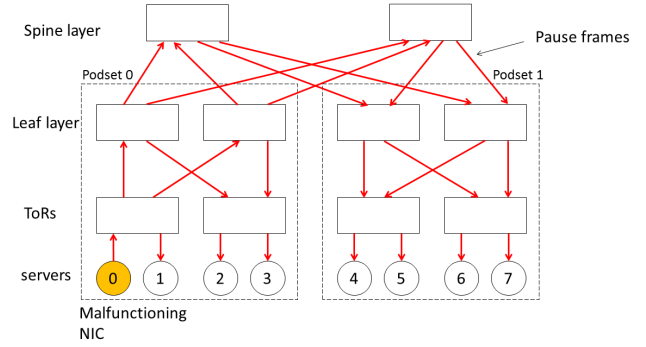 Spine layer
Pause frames
Podset 0
Podset 1
Leaf layer
ToRs
servers
0 1 2 3 4 5 6 7
Malfunctioning
NIC